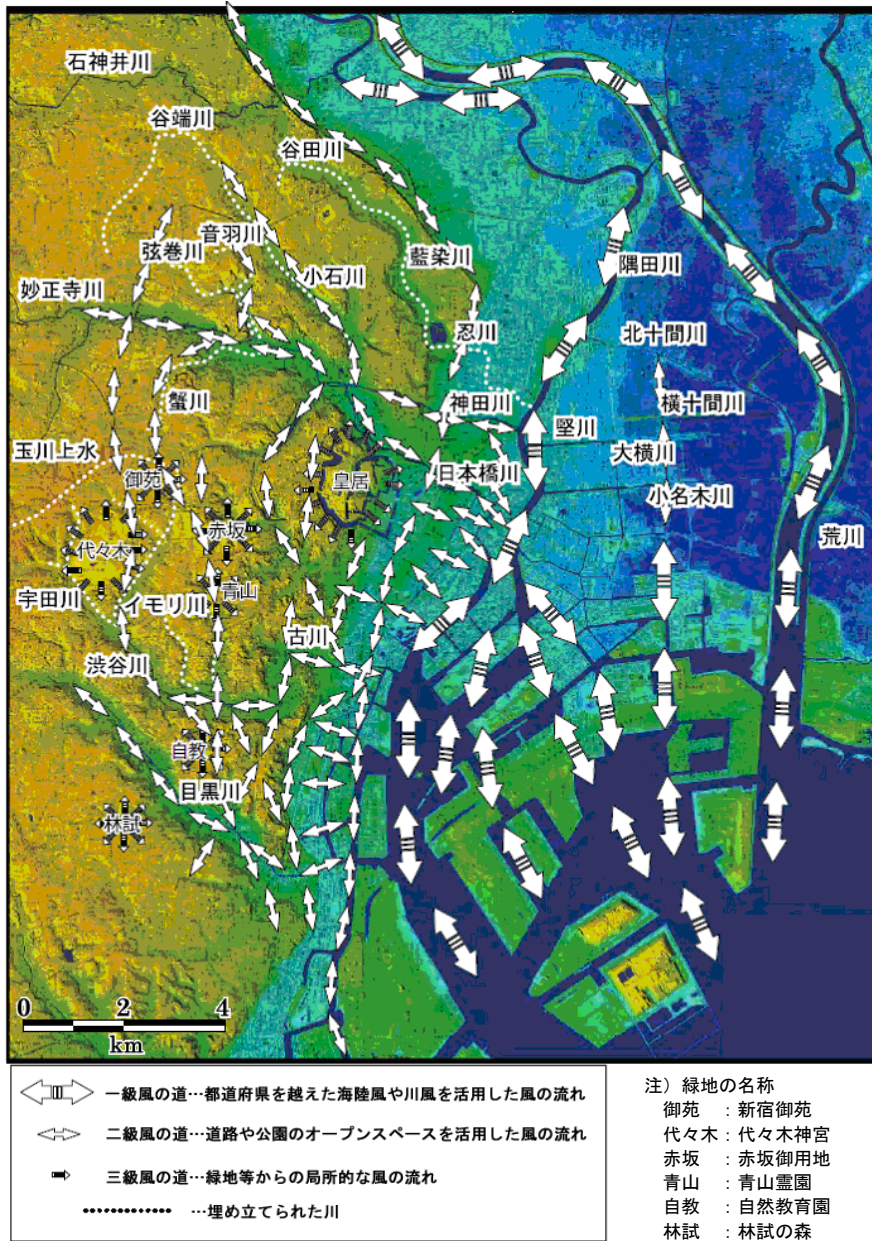 石神井川
谷端川
谷田川
弦巻川
音羽川
小石川
藍染川
妙正寺川
隅田川
忍川
北十間川
蟹川
神田川
横十間川
竪川
玉川上水
大横川
御苑
皇居
日本橋川
小名木川
赤坂
代々木
荒川
青山
宇田川
イモリ川
古川
渋谷川
自教
目黒川
林試
0 2 4
km
一級風の道…都道府県を越えた海陸風や川風を活用した風の流れ
二級風の道…道路や公園のオープンスペースを活用した風の流れ
三級風の道…緑地等からの局所的な風の流れ
…埋め立てられた川
注）緑地の名称
御苑 ：新宿御苑
代々木：代々木神宮
赤坂 ：赤坂御用地
青山 ：青山霊園
自教 ：自然教育園
林試 ：林試の森